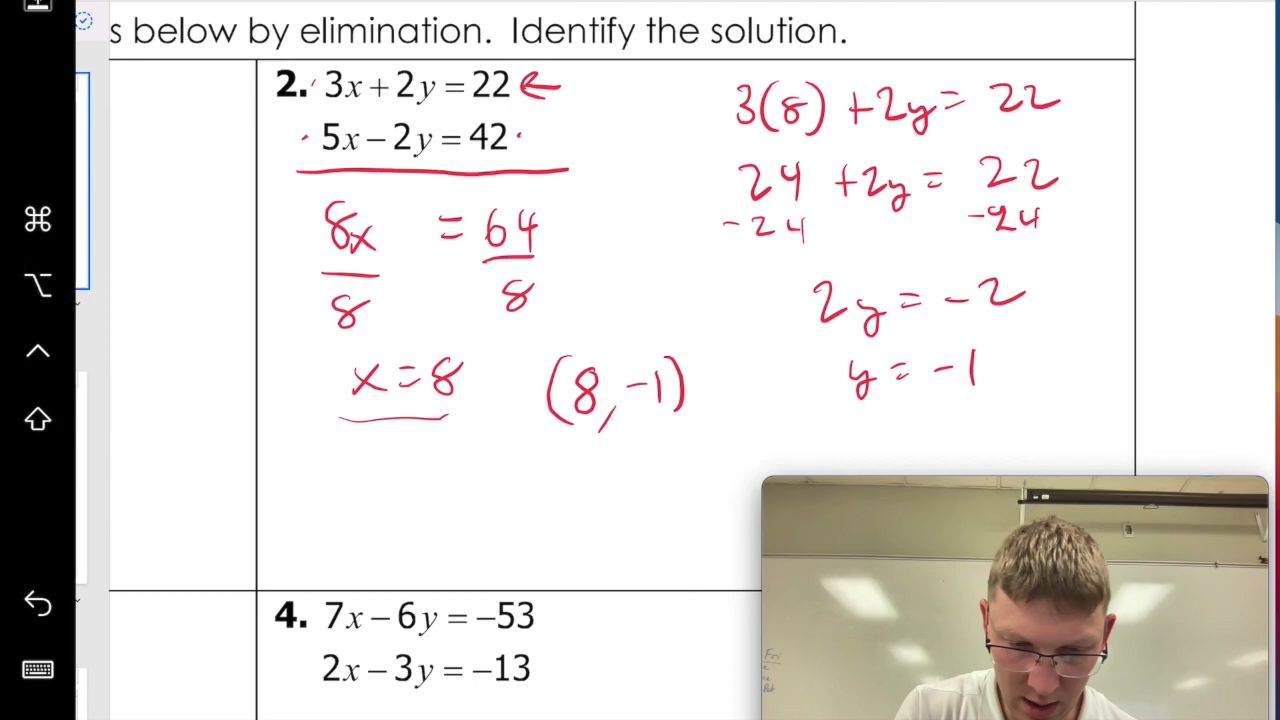 s below by elimination. Identify the solution.
2. 3x + 2y = 22
5x − 2y = 42
8x = 64
8 8
x = 8
(8, -1)
3(8) + 2y = 22
24 + 2y = 22
-24 -24
2y = -2
y = -1
4. 7x − 6y = −53
2x − 3y = −13
Fri